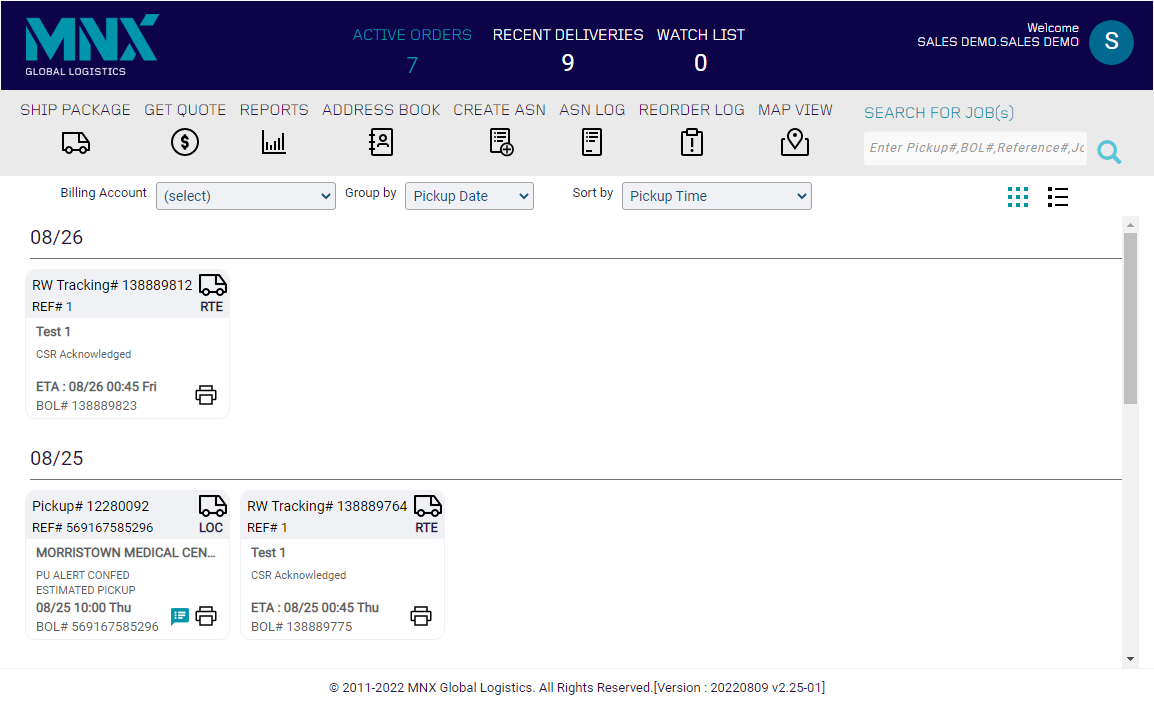 MNX
GLOBAL LOGISTICS
ACTIVE ORDERS
7
RECENT DELIVERIES
9
WATCH LIST
0
Welcome
SALES DEMO.SALES DEMO
S
SHIP PACKAGE
GET QUOTE
REPORTS
ADDRESS BOOK
CREATE ASN
ASN LOG
REORDER LOG
MAP VIEW
SEARCH FOR JOB(s)
Enter Pickup#,BOL#,Reference#,Jc
Billing Account
(select)
Group by
Pickup Date
Sort by
Pickup Time
08/26
RW Tracking# 138889812
REF# 1
RTE
Test 1
CSR Acknowledged
ETA : 08/26 00:45 Fri
BOL# 138889823
08/25
Pickup# 12280092
REF# 569167585296
LOC
MORRISTOWN MEDICAL CEN...
PU ALERT CONFED
ESTIMATED PICKUP
08/25 10:00 Thu
BOL# 569167585296
RW Tracking# 138889764
REF# 1
RTE
Test 1
CSR Acknowledged
ETA : 08/25 00:45 Thu
BOL# 138889775
© 2011-2022 MNX Global Logistics. All Rights Reserved.[Version : 20220809 v2.25-01]